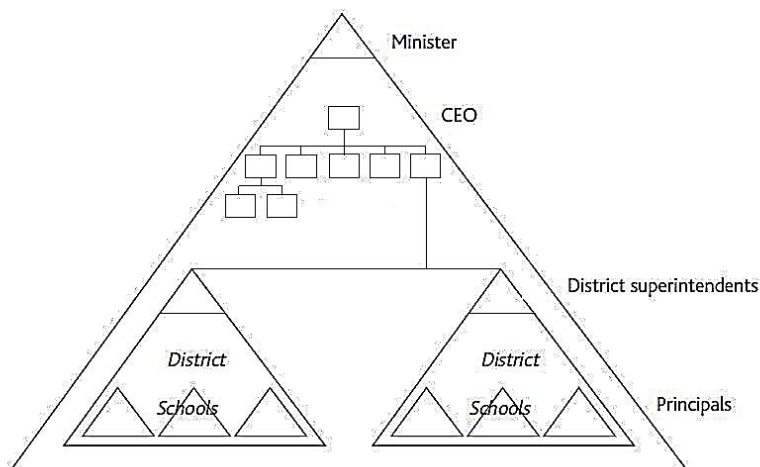 Minister
CEO
District superintendents
District
District
Schools
Schools
Principals